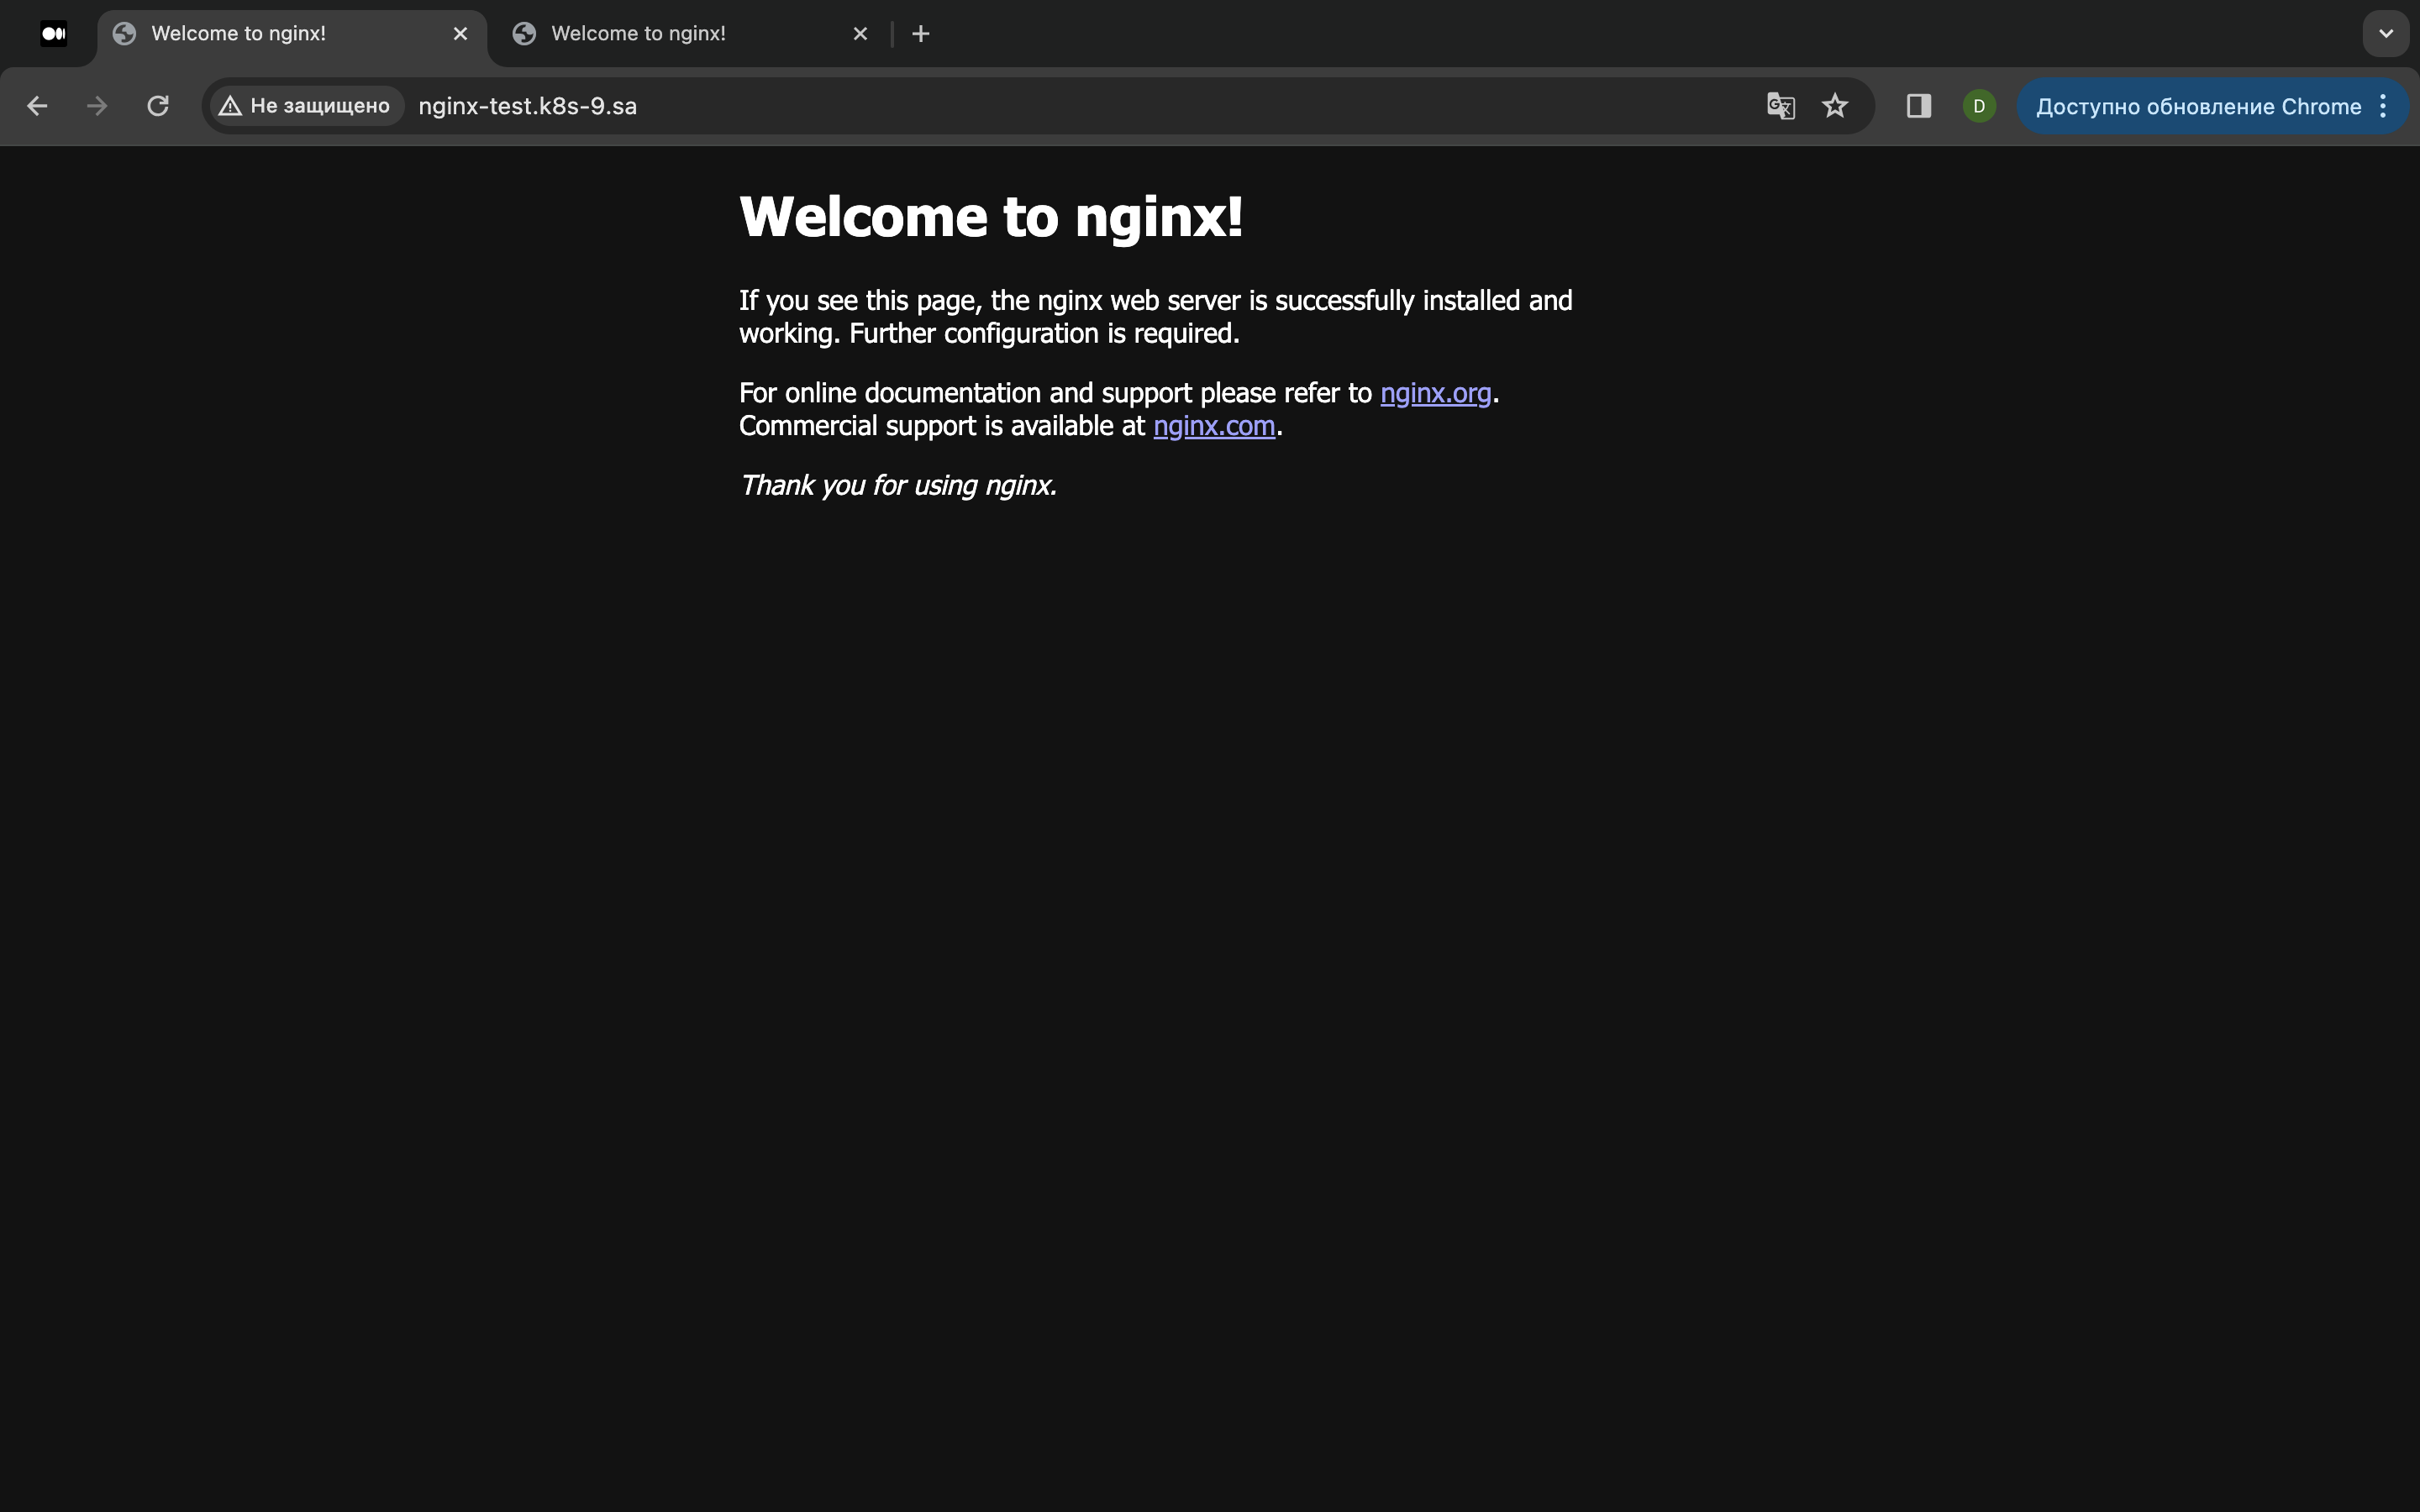 Welcome to nginx!
Welcome to nginx!
Не защищено
nginx-test.k8s-9.sa
D
Доступно обновление Chrome
Welcome to nginx!
If you see this page, the nginx web server is successfully installed and
working. Further configuration is required.
For online documentation and support please refer to nginx.org.
Commercial support is available at nginx.com.
Thank you for using nginx.